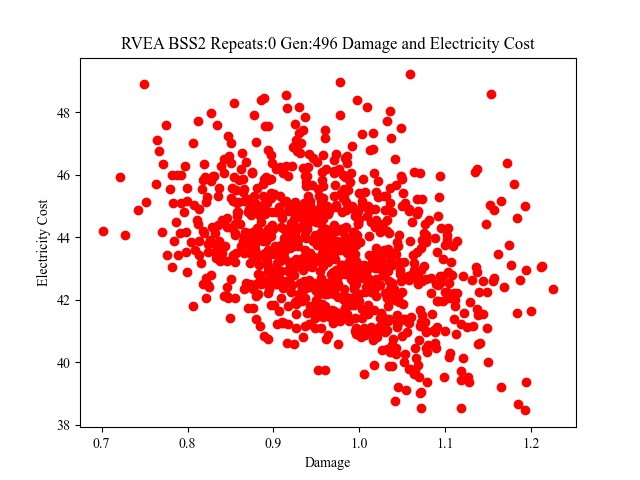 RVEA BSS2 Repeats:0 Gen:496 Damage and Electricity Cost
48
46
44
42
40
38
Electricity Cost
0.7 0.8 0.9 1.0 1.1 1.2
Damage